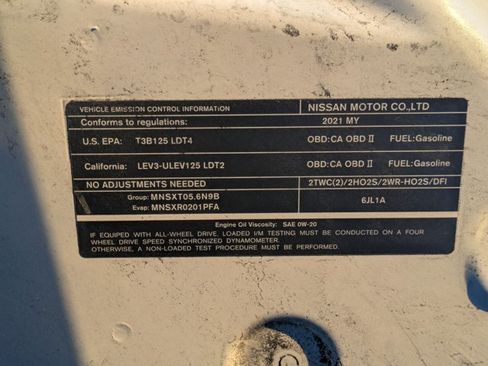 VEHICLE EMISSION CONTROL INFORMATION NISSAN MOTOR CO.,LTD
Conforms to regulations: 2021 MY
U.S. EPA: T3B125 LDT4 OBD:CA OBD II FUEL:Gasoline
California: LEV3-ULEV125 LDT2 OBD:CA OBD II FUEL:Gasoline
NO ADJUSTMENTS NEEDED 2TWC(2)/2HO2S/2WR-HO2S/DFI
Group: MNSXT05.6N9B 6JL1A
Evap: MNSXR0201PFA
Engine Oil Viscosity: SAE 0W-20
IF EQUIPPED WITH ALL-WHEEL DRIVE, LOADED I/M TESTING MUST BE CONDUCTED ON A FOUR
WHEEL DRIVE SPEED SYNCHRONIZED DYNAMOMETER.
OTHERWISE, A NON-LOADED TEST PROCEDURE MUST BE PERFORMED.